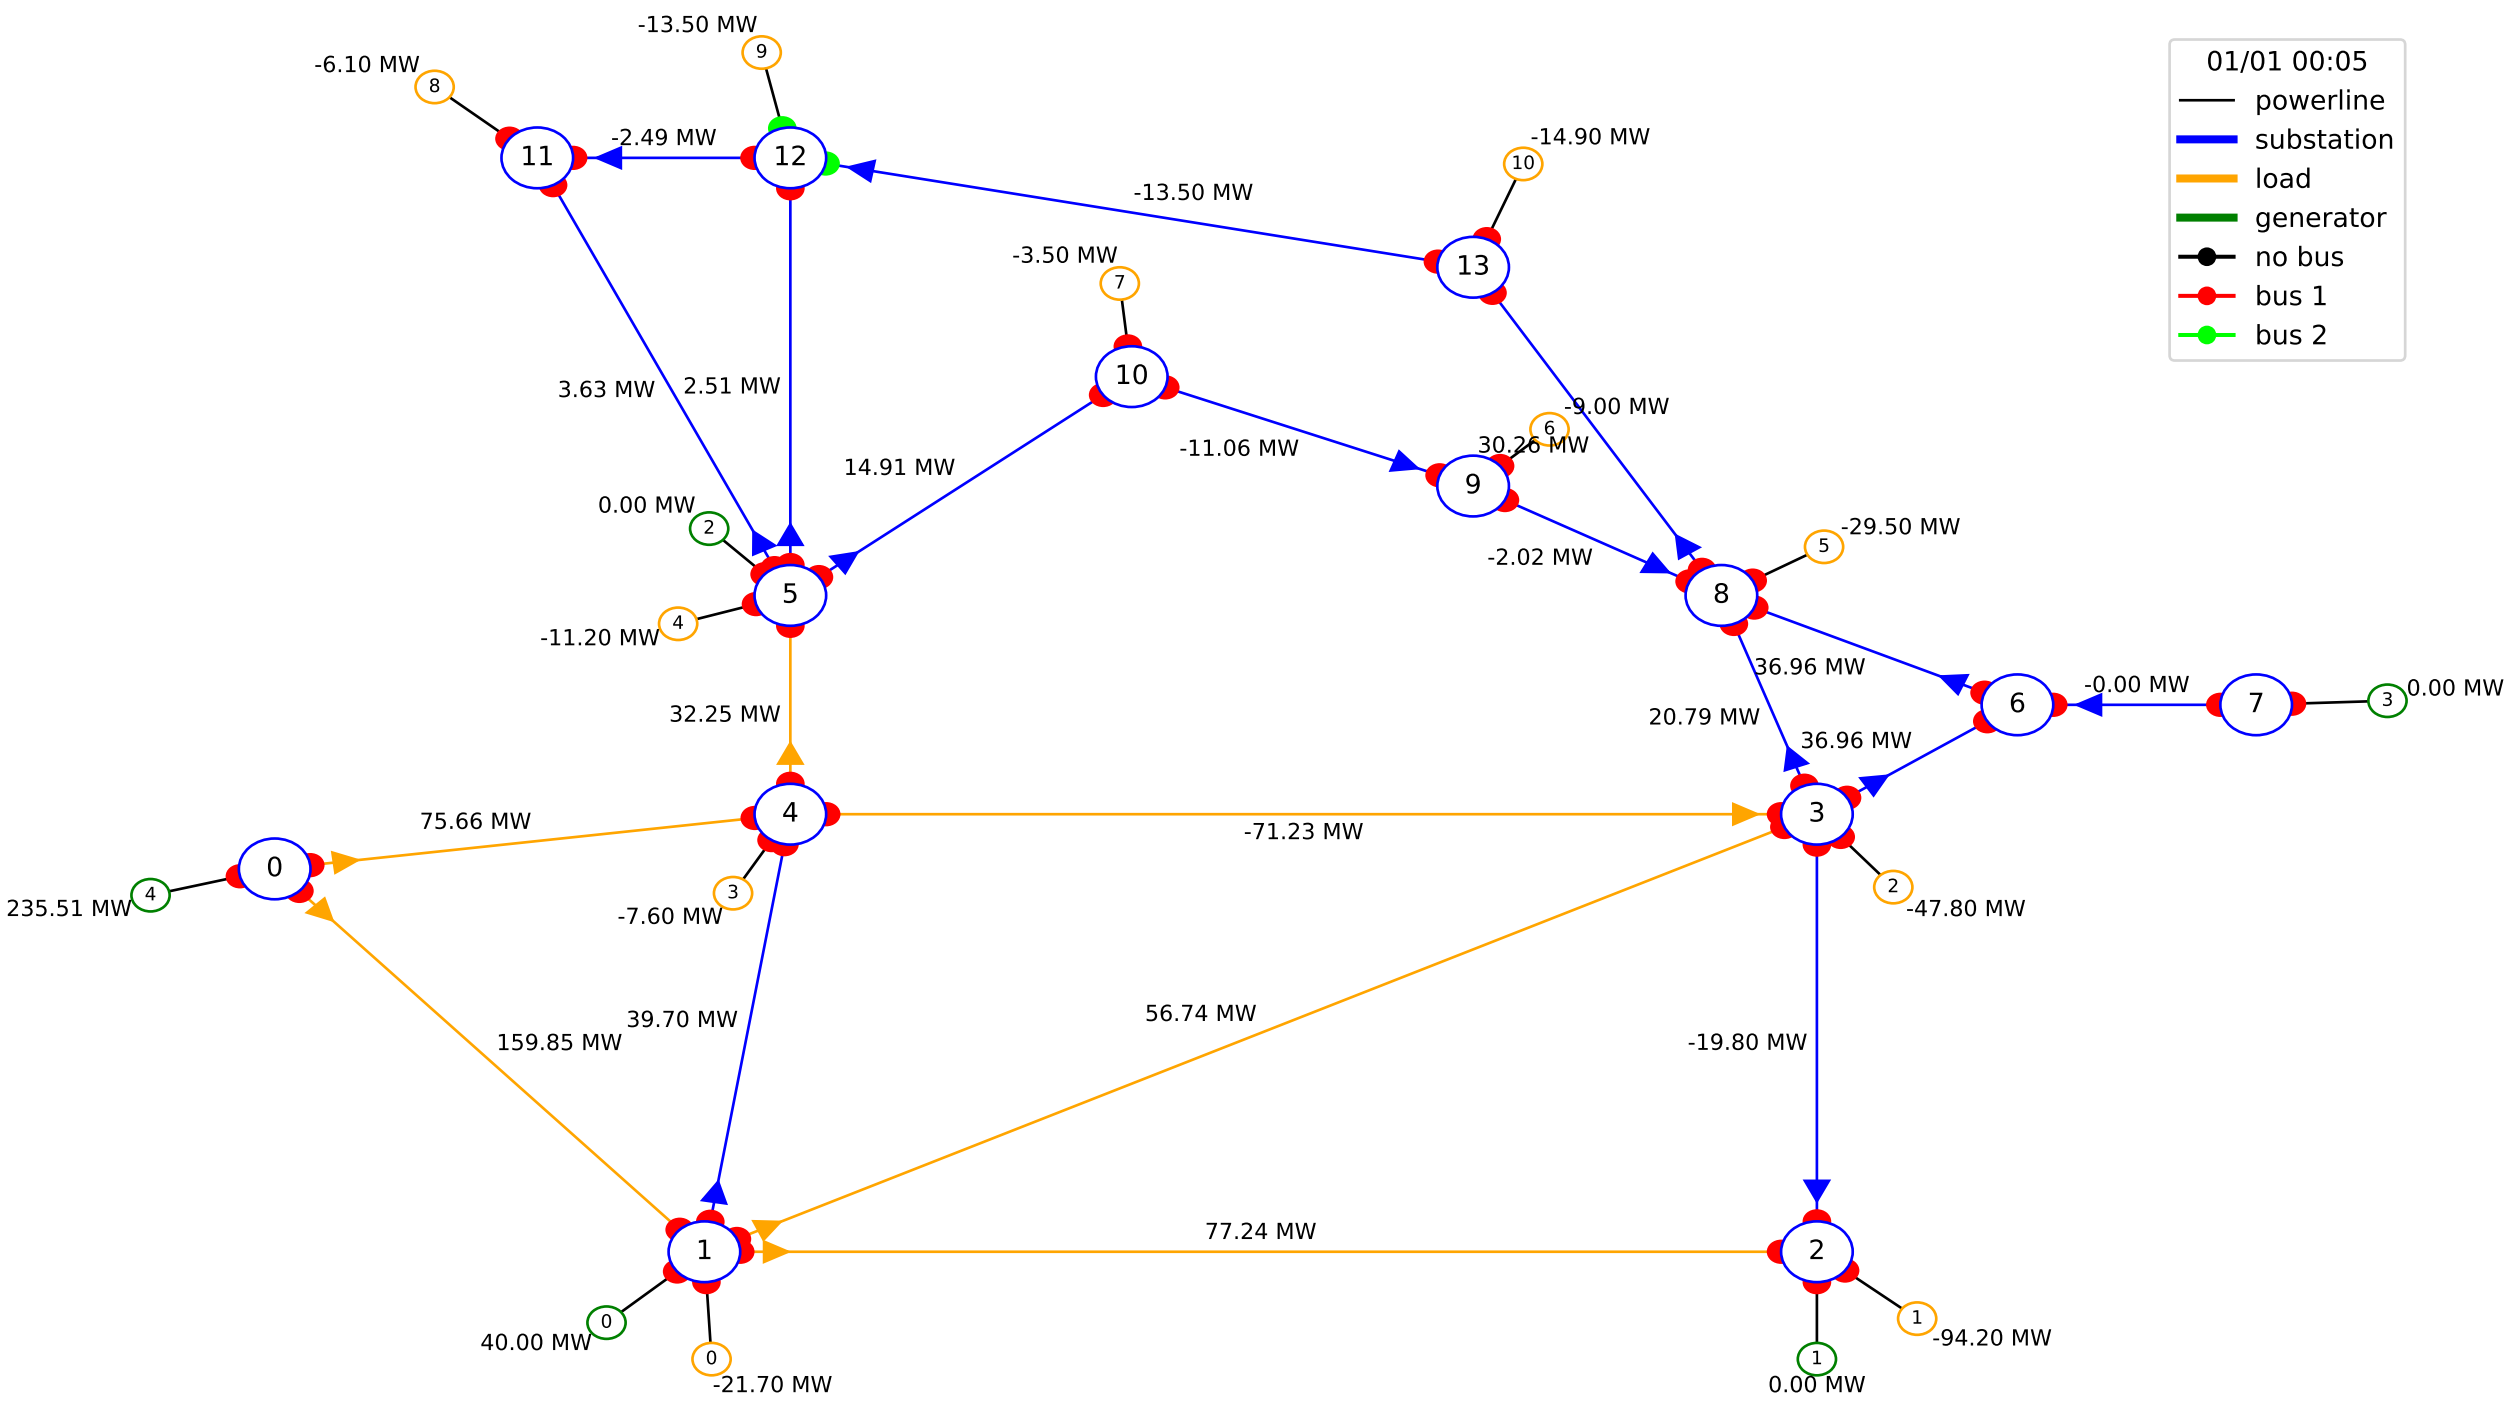 -13.50 MW
9
-6.10 MW
8
01/01 00:05
powerline
substation
load
generator
no bus
bus 1
bus 2
11
-2.49 MW
12
-14.90 MW
10
-13.50 MW
13
-3.50 MW
7
10
3.63 MW
2.51 MW
-9.00 MW
6
30.26 MW
-11.06 MW
14.91 MW
9
0.00 MW
2
-29.50 MW
5
-2.02 MW
5
8
4
-11.20 MW
36.96 MW
-0.00 MW
0.00 MW
3
6
7
32.25 MW
20.79 MW
36.96 MW
75.66 MW
4
-71.23 MW
3
0
4
235.51 MW
3
-7.60 MW
2
-47.80 MW
39.70 MW
159.85 MW
56.74 MW
-19.80 MW
77.24 MW
1
2
0
40.00 MW
0
-21.70 MW
1
0.00 MW
1
-94.20 MW